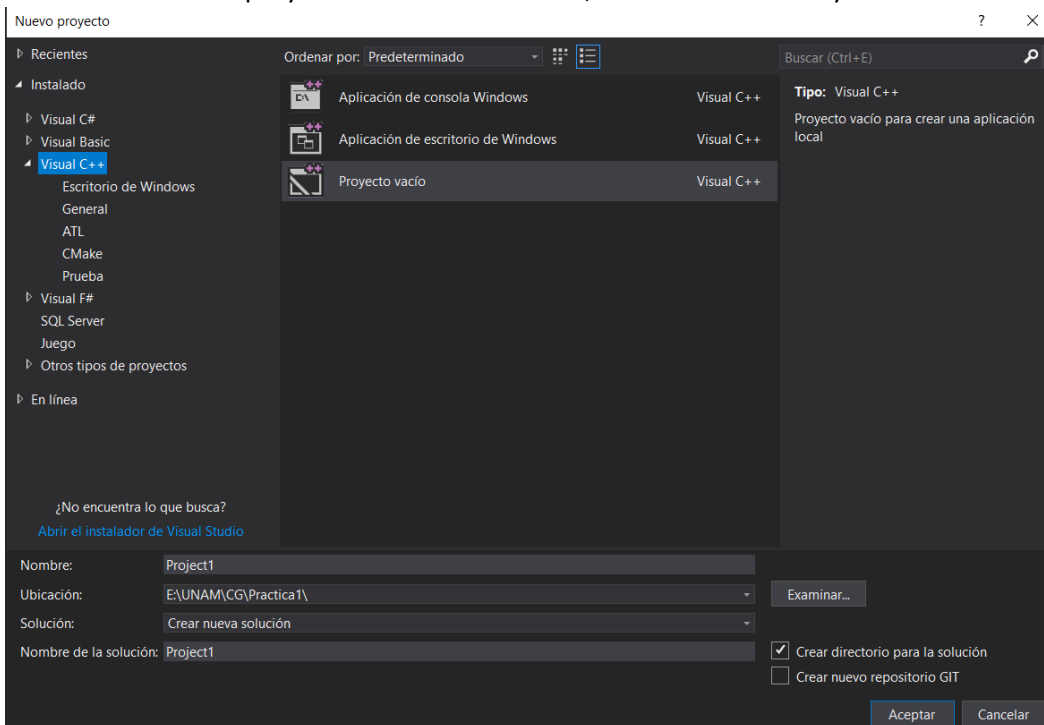 Nuevo proyecto ? ×
Recientes
Instalado
Visual C#
Visual Basic
Visual C++
Escritorio de Windows
General
ATL
CMake
Prueba
Visual F#
SQL Server
Juego
Otros tipos de proyectos
En línea
¿No encuentra lo que busca?
Abrir el instalador de Visual Studio
Ordenar por: Predeterminado
Aplicación de consola Windows Visual C++
Aplicación de escritorio de Windows Visual C++
Proyecto vacío Visual C++
Buscar (Ctrl+E)
Tipo: Visual C++
Proyecto vacío para crear una aplicación
local
Nombre: Project1
Ubicación: E:\UNAM\CG\Practica1\ Examinar...
Solución: Crear nueva solución
Nombre de la solución: Project1
Crear directorio para la solución
Crear nuevo repositorio GIT
Aceptar Cancelar